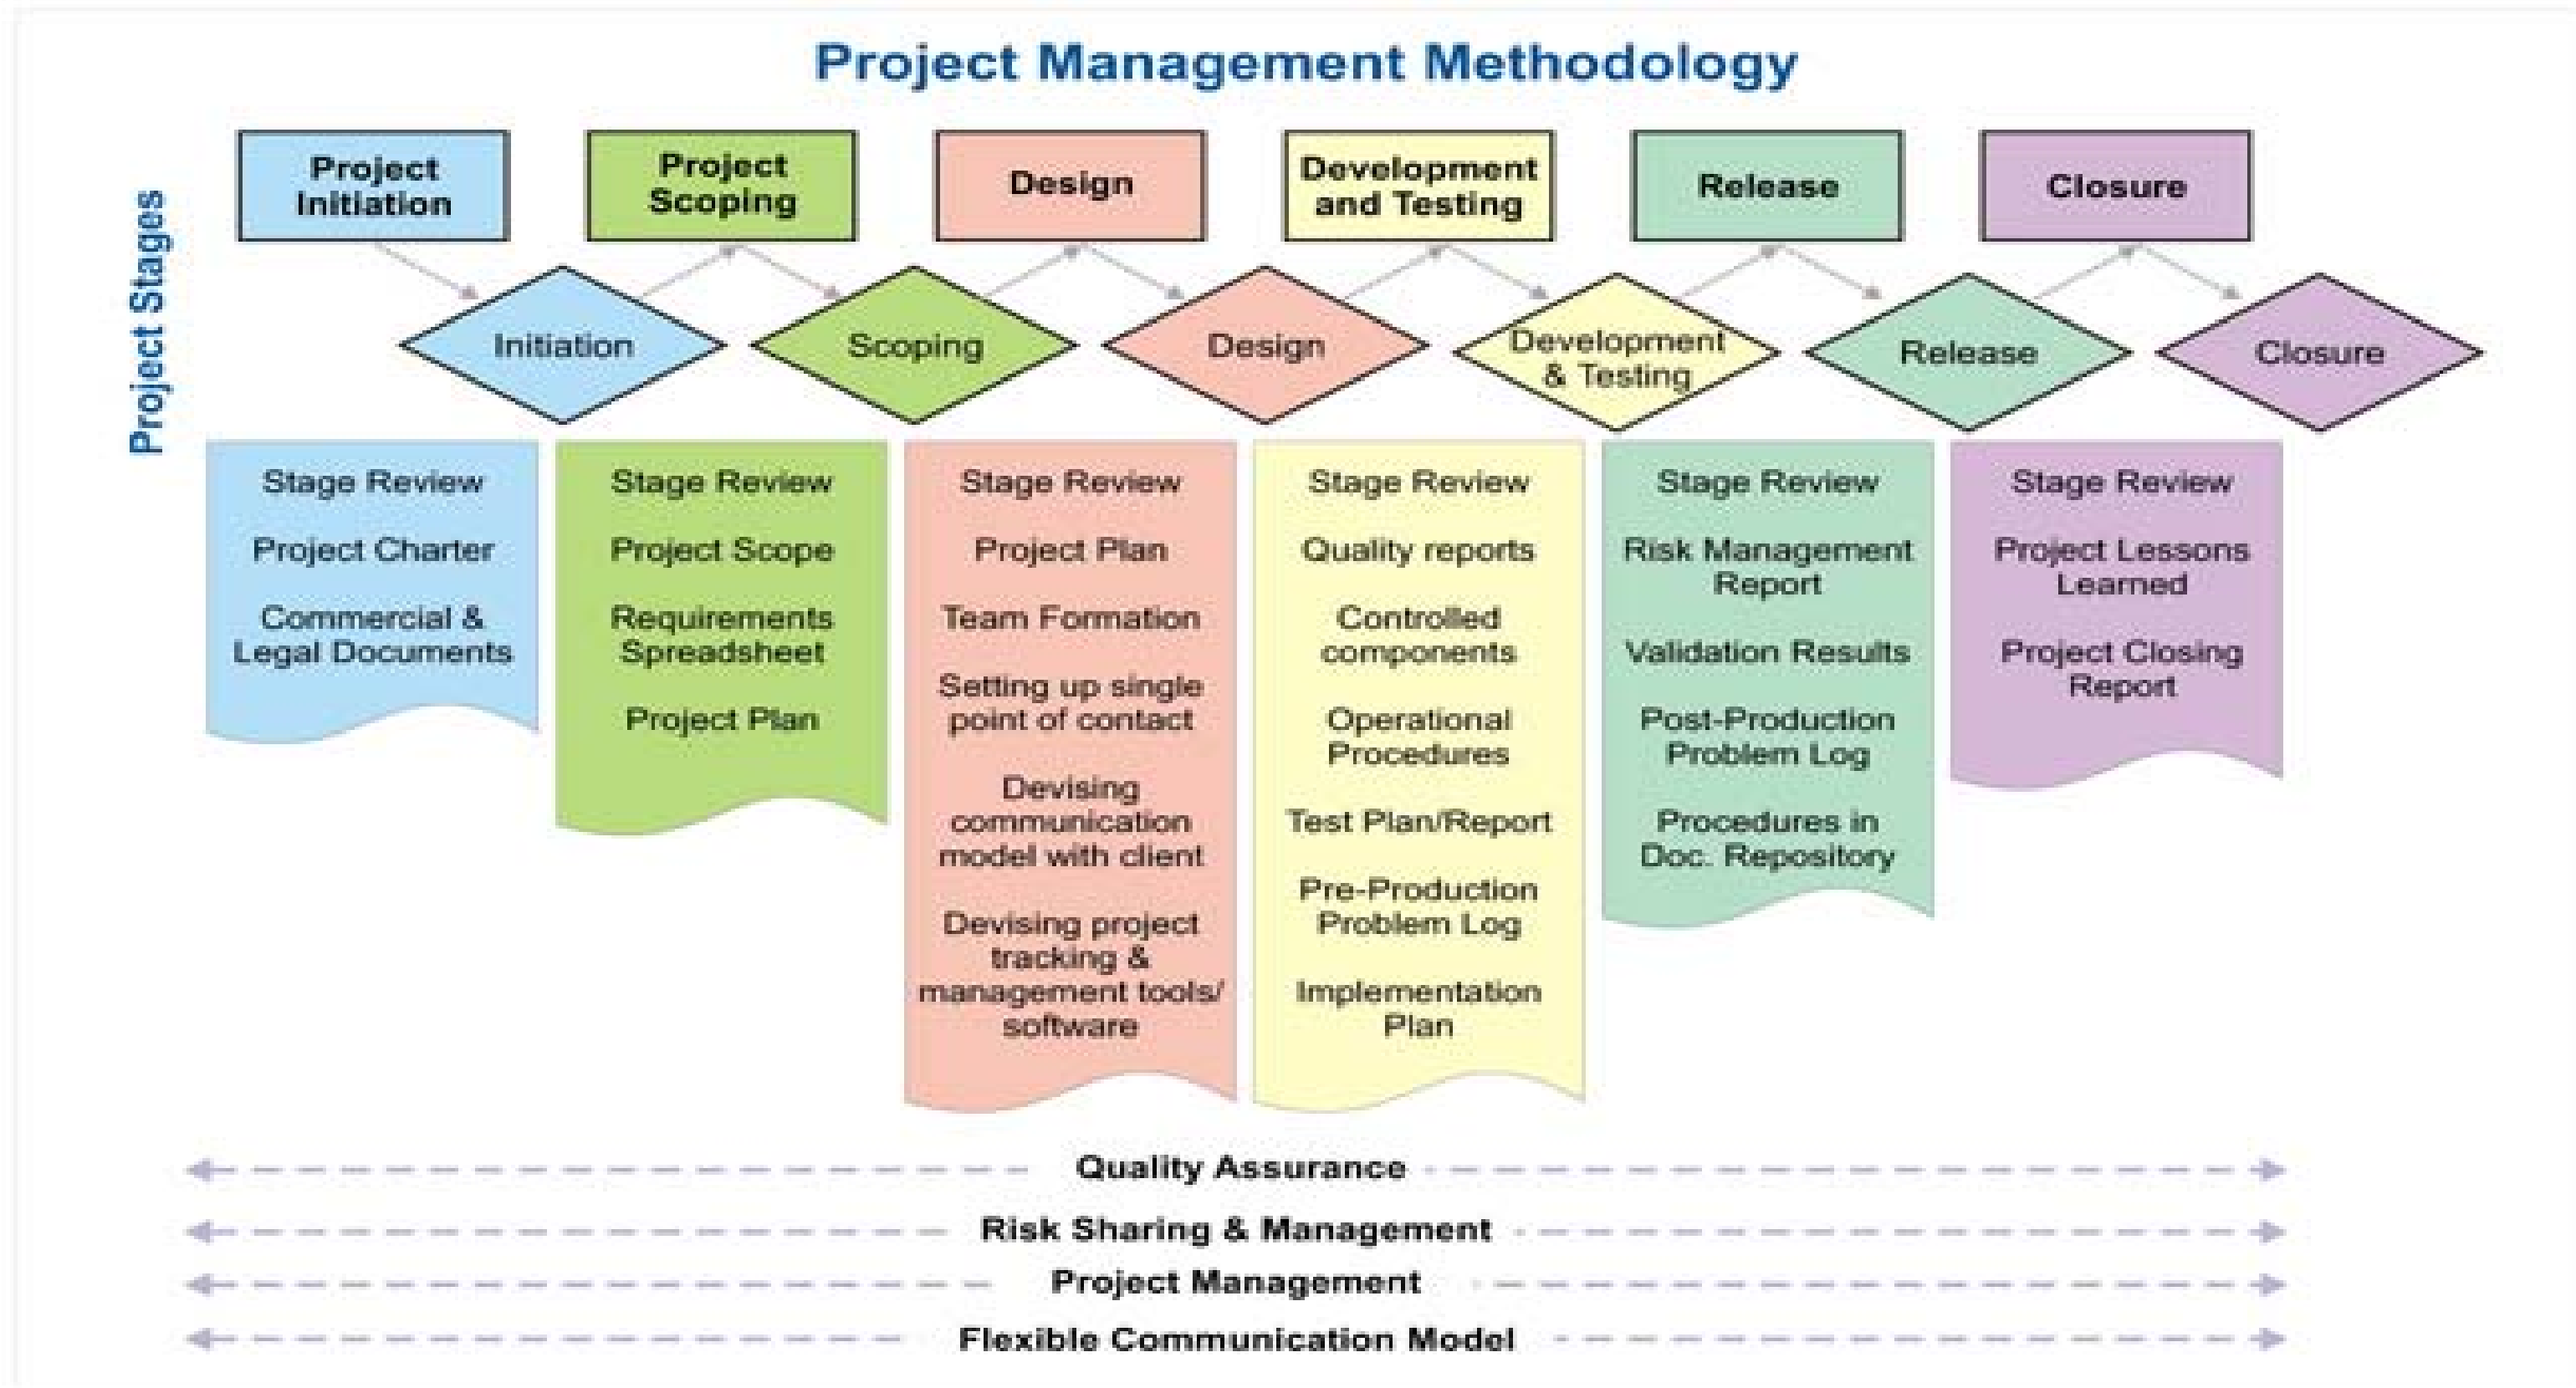 Project Management Methodology
Project Stages
Project
Initiation
Project
Scoping
Design
Development
and Testing
Release
Closure
Initiation
Scoping
Design
Development
& Testing
Release
Closure
Stage Review
Project Charter
Commercial &
Legal Documents
Stage Review
Project Scope
Requirements
Spreadsheet
Project Plan
Stage Review
Project Plan
Team Formation
Setting up single
point of contact
Devising
communication
model with client
Devising project
tracking &
management tools/
software
Stage Review
Quality reports
Controlled
components
Operational
Procedures
Test Plan/Report
Pre-Production
Problem Log
Implementation
Plan
Stage Review
Risk Management
Report
Validation Results
Post-Production
Problem Log
Procedures in
Doc. Repository
Stage Review
Project Lessons
Learned
Project Closing
Report
Quality Assurance
Risk Sharing & Management
Project Management
Flexible Communication Model